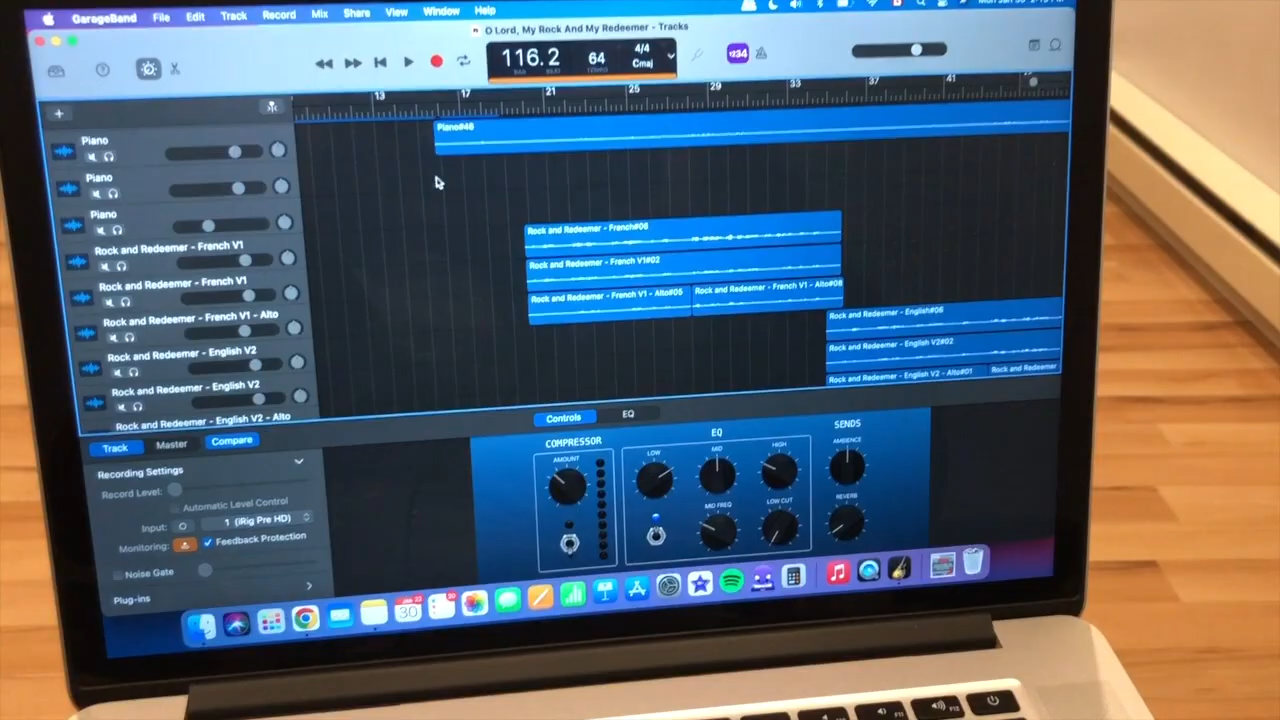 GarageBand File Edit Track Record Mix Share View Window Help
O Lord, My Rock And My Redeemer - Tracks
116.2 64 4/4 Cmaj
1234
13 17 21 25 29 33 37 41
Piano
Piano
Piano
Rock and Redeemer - French V1
Rock and Redeemer - French V1
Rock and Redeemer - French V1 - Alto
Rock and Redeemer - English V2
Rock and Redeemer - English V2
Rock and Redeemer - English V2 - Alto
Piano#48
Rock and Redeemer - French#06
Rock and Redeemer - French V1#02
Rock and Redeemer - French V1 - Alto#05
Rock and Redeemer - French V1 - Alto#08
Rock and Redeemer - English#06
Rock and Redeemer - English V2#02
Rock and Redeemer - English V2 - Alto#01
Rock and Redeemer
Track Master Compare
Controls EQ
Recording Settings
Record Level:
Automatic Level Control
Input: 1 (iRig Pre HD)
Monitoring: Feedback Protection
Noise Gate
Plug-ins
COMPRESSOR
AMOUNT
EQ
LOW MID HIGH
MID FREQ LOW CUT
SENDS
AMBIENCE
REVERB
30
20
F11 F12